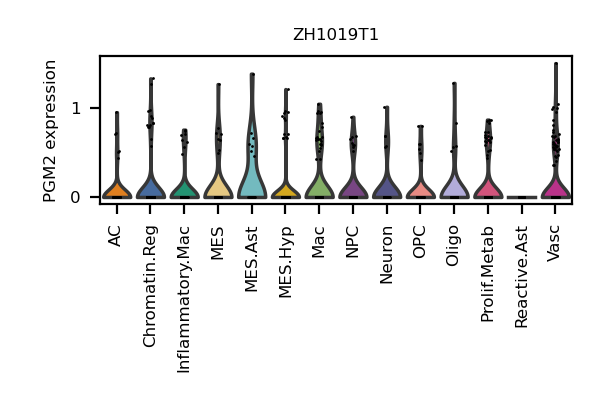 ZH1019T1
PGM2 expression
1
0
AC
Chromatin.Reg
Inflammatory.Mac
MES
MES.Ast
MES.Hyp
Mac
NPC
Neuron
OPC
Oligo
Prolif.Metab
Reactive.Ast
Vasc